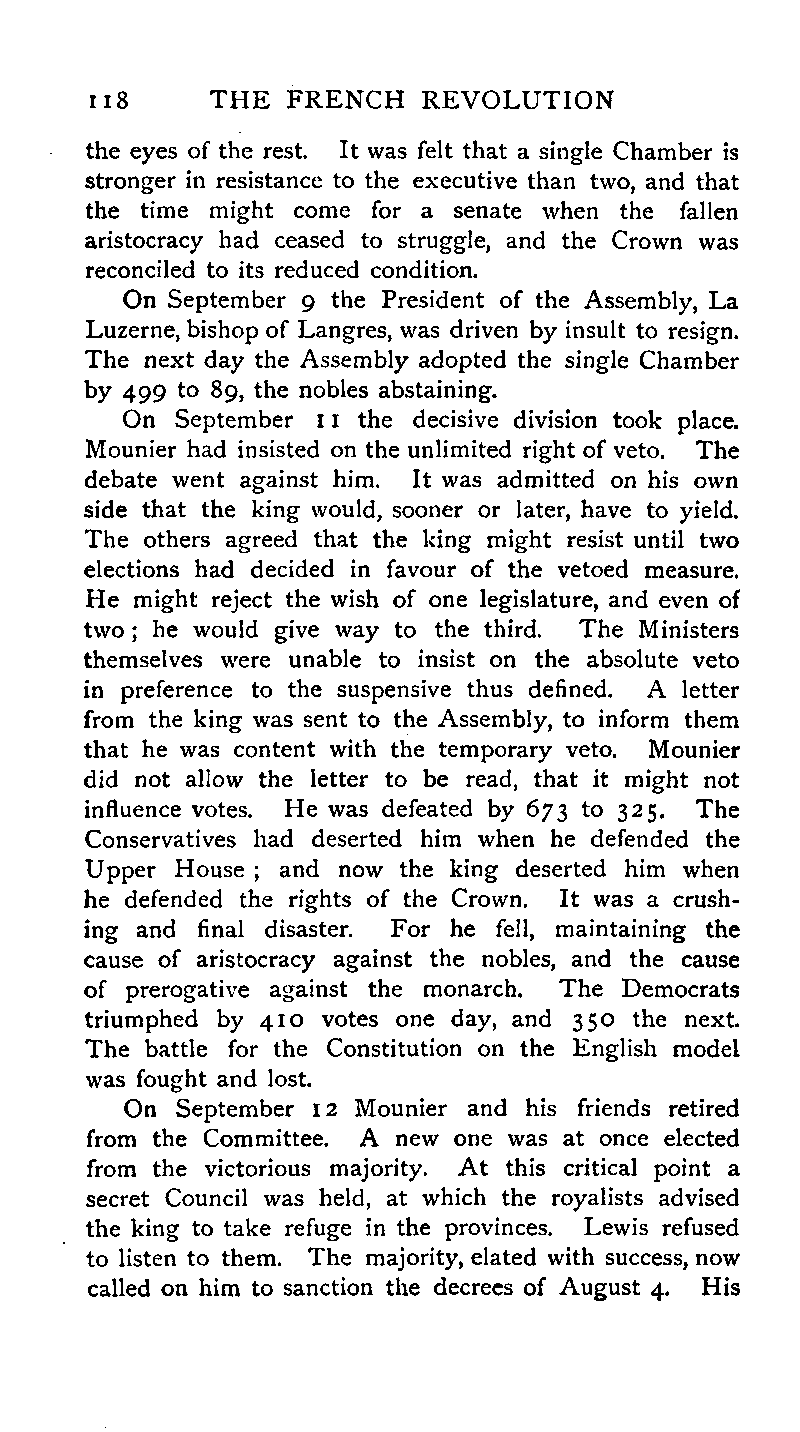 118 THE FRENCH REVOLUTION
the eyes of the rest. It was felt that a single Chamber is
stronger in resistance to the executive than two, and that
the time might come for a senate when the fallen
aristocracy had ceased to struggle, and the Crown was
reconciled to its reduced condition.
On September 9 the President of the Assembly, La
Luzerne, bishop of Langres, was driven by insult to resign.
The next day the Assembly adopted the single Chamber
by 499 to 89, the nobles abstaining.
On September 11 the decisive division took place.
Mounier had insisted on the unlimited right of veto. The
debate went against him. It was admitted on his own
side that the king would, sooner or later, have to yield.
The others agreed that the king might resist until two
elections had decided in favour of the vetoed measure.
He might reject the wish of one legislature, and even of
two ; he would give way to the third. The Ministers
themselves were unable to insist on the absolute veto
in preference to the suspensive thus defined. A letter
from the king was sent to the Assembly, to inform them
that he was content with the temporary veto. Mounier
did not allow the letter to be read, that it might not
influence votes. He was defeated by 673 to 325. The
Conservatives had deserted him when he defended the
Upper House ; and now the king deserted him when
he defended the rights of the Crown. It was a crush-
ing and final disaster. For he fell, maintaining the
cause of aristocracy against the nobles, and the cause
of prerogative against the monarch. The Democrats
triumphed by 410 votes one day, and 350 the next.
The battle for the Constitution on the English model
was fought and lost.
On September 12 Mounier and his friends retired
from the Committee. A new one was at once elected
from the victorious majority. At this critical point a
secret Council was held, at which the royalists advised
the king to take refuge in the provinces. Lewis refused
to listen to them. The majority, elated with success, now
called on him to sanction the decrees of August 4. His